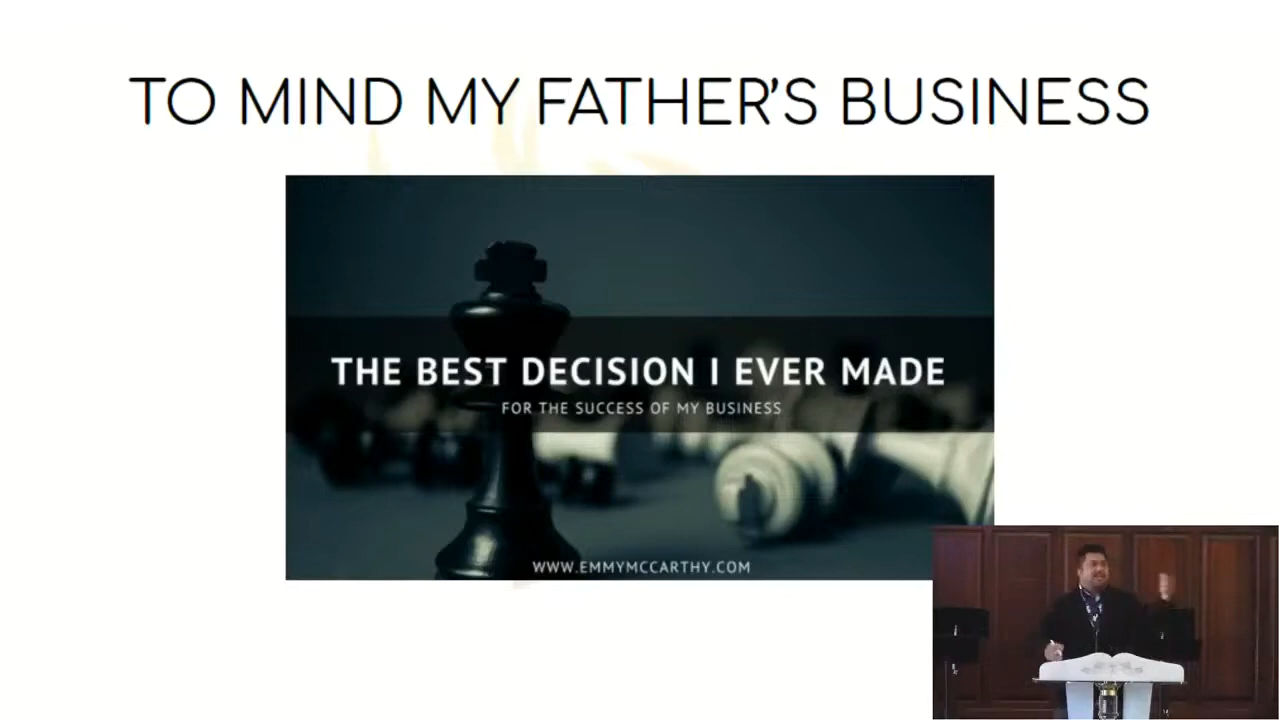 TO MIND MY FATHER'S BUSINESS
THE BEST DECISION I EVER MADE
FOR THE SUCCESS OF MY BUSINESS
WWW.EMMYMCCARTHY.COM